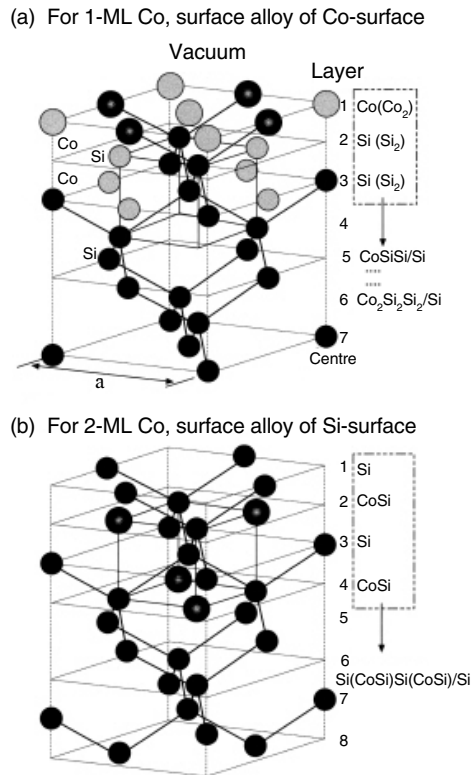 (a) For 1-ML Co, surface alloy of Co-surface
Vacuum
Layer
1 Co(Co₂)
Co
2 Si (Si₂)
Si
Co
3 Si (Si₂)
4
Si
5 CoSiSi/Si
6 Co₂Si₂Si₂/Si
7
Centre
a
(b) For 2-ML Co, surface alloy of Si-surface
1 Si
2 CoSi
3 Si
4 CoSi
5
6
Si(CoSi)Si(CoSi)/Si
7
8